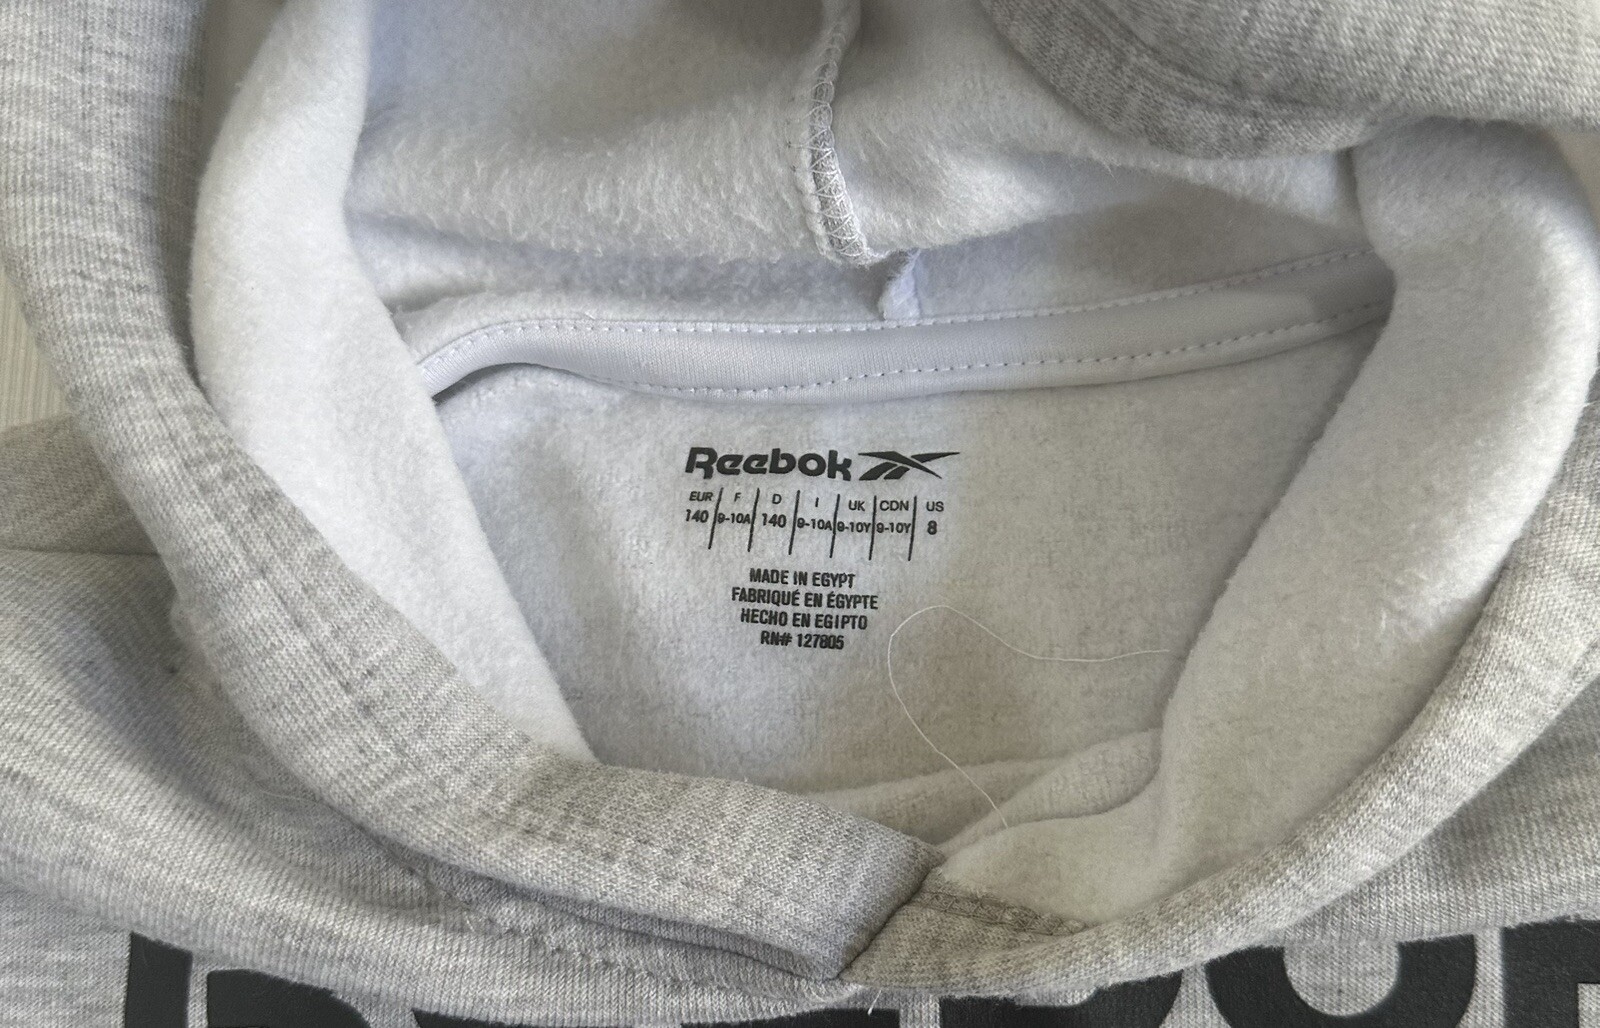 Reebok
EUR F D I UK CDN US
140 9-10A 140 9-10A 9-10Y 9-10Y 8
MADE IN EGYPT
FABRIQUÉ EN ÉGYPTE
HECHO EN EGIPTO
RN# 127805